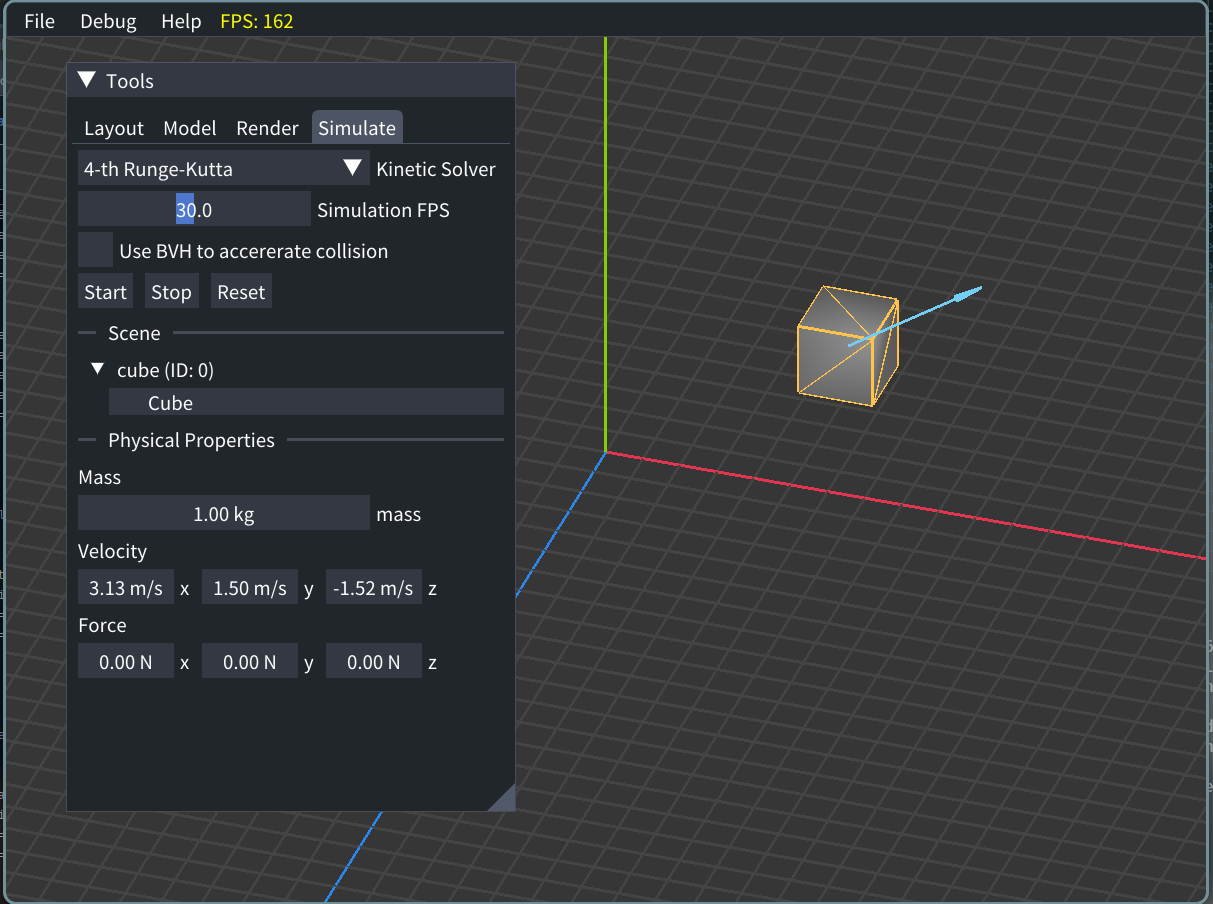 File Debug Help FPS: 162
Tools
Layout Model Render Simulate
4-th Runge-Kutta Kinetic Solver
30.0 Simulation FPS
Use BVH to accererate collision
Start Stop Reset
Scene
cube (ID: 0)
Cube
Physical Properties
Mass
1.00 kg mass
Velocity
3.13 m/s x 1.50 m/s y -1.52 m/s z
Force
0.00 N x 0.00 N y 0.00 N z